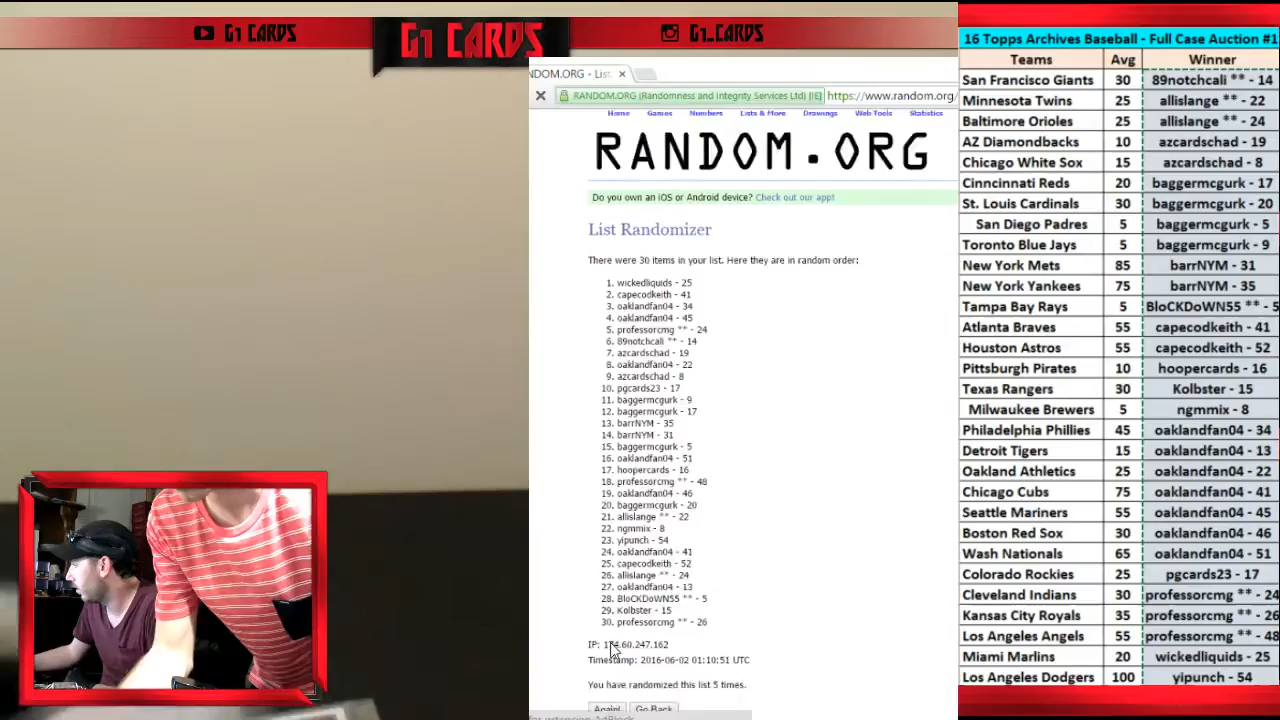 G1 CARDS
G1 CARDS
G1_CARDS
NDOM.ORG - Lis
RANDOM.ORG (Randomness and Integrity Services Ltd) [IE]
https://www.random.org/
Home Games Numbers Lists & More Drawings Web Tools Statistics
RANDOM.ORG
Do you own an iOS or Android device? Check out our app!
List Randomizer
There were 30 items in your list. Here they are in random order:
1. wickedliquids - 25
2. capecodkeith - 41
3. oaklandfan04 - 34
4. oaklandfan04 - 45
5. professorcmg ** - 24
6. 89notchcali ** - 14
7. azcardschad - 19
8. oaklandfan04 - 22
9. azcardschad - 8
10. pgcards23 - 17
11. baggermcgurk - 9
12. baggermcgurk - 17
13. barrNYM - 35
14. barrNYM - 31
15. baggermcgurk - 5
16. oaklandfan04 - 51
17. hoopercards - 16
18. professorcmg ** - 48
19. oaklandfan04 - 46
20. baggermcgurk - 20
21. allislange ** - 22
22. ngmmix - 8
23. yipunch - 54
24. oaklandfan04 - 41
25. capecodkeith - 52
26. allislange ** - 24
27. oaklandfan04 - 13
28. BloCKDoWN55 ** - 5
29. Kolbster - 15
30. professorcmg ** - 26
IP: .60.247.162
Timestamp: 2016-06-02 01:10:51 UTC
You have randomized this list 5 times.
Again! Go Back
16 Topps Archives Baseball - Full Case Auction #1
Teams Avg Winner
San Francisco Giants 30 89notchcali ** - 14
Minnesota Twins 25 allislange ** - 22
Baltimore Orioles 25 allislange ** - 24
AZ Diamondbacks 10 azcardschad - 19
Chicago White Sox 15 azcardschad - 8
Cinncinnati Reds 20 baggermcgurk - 17
St. Louis Cardinals 30 baggermcgurk - 20
San Diego Padres 5 baggermcgurk - 5
Toronto Blue Jays 5 baggermcgurk - 9
New York Mets 85 barrNYM - 31
New York Yankees 75 barrNYM - 35
Tampa Bay Rays 5 BloCKDoWN55 ** - 5
Atlanta Braves 55 capecodkeith - 41
Houston Astros 55 capecodkeith - 52
Pittsburgh Pirates 10 hoopercards - 16
Texas Rangers 30 Kolbster - 15
Milwaukee Brewers 5 ngmmix - 8
Philadelphia Phillies 45 oaklandfan04 - 34
Detroit Tigers 15 oaklandfan04 - 13
Oakland Athletics 25 oaklandfan04 - 22
Chicago Cubs 75 oaklandfan04 - 41
Seattle Mariners 55 oaklandfan04 - 45
Boston Red Sox 30 oaklandfan04 - 46
Wash Nationals 65 oaklandfan04 - 51
Colorado Rockies 25 pgcards23 - 17
Cleveland Indians 30 professorcmg ** - 24
Kansas City Royals 35 professorcmg ** - 26
Los Angeles Angels 55 professorcmg ** - 48
Miami Marlins 20 wickedliquids - 25
Los Angeles Dodgers 100 yipunch - 54